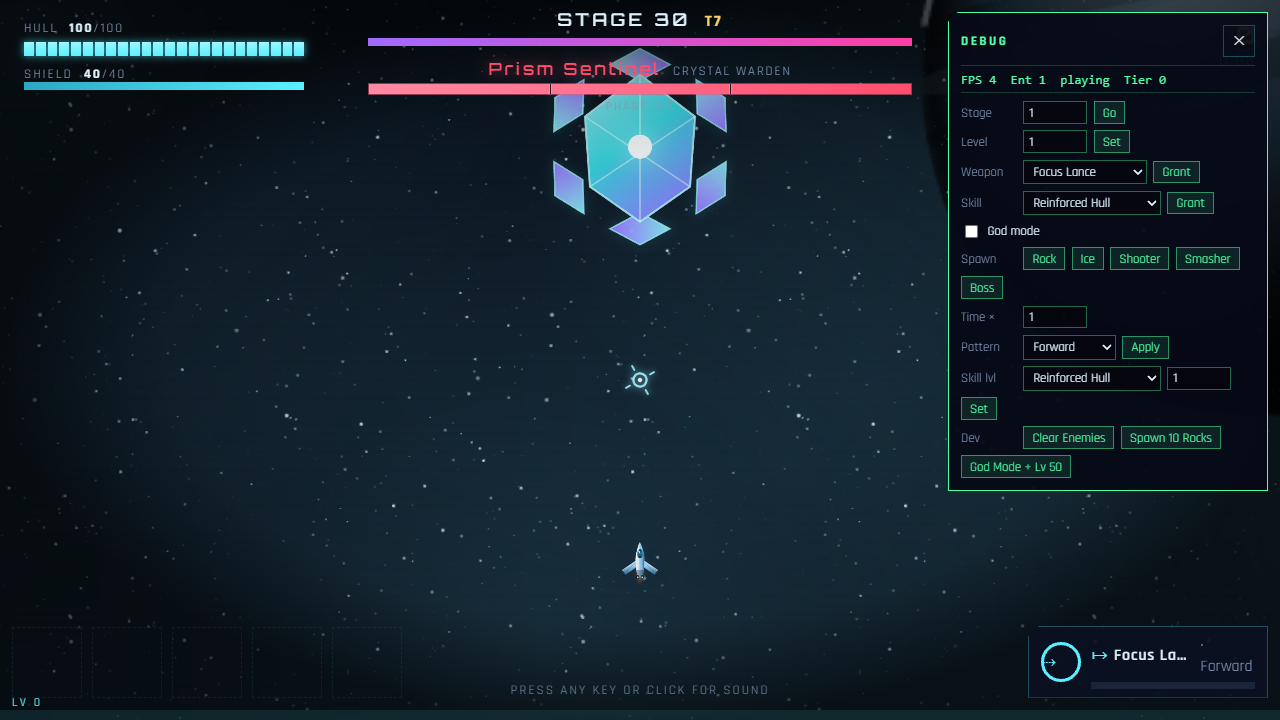 HULL 100/100
SHIELD 40/40
STAGE 30 T7
Prism Sentinel CRYSTAL WARDEN
DEBUG
×
FPS 4 Ent 1 playing Tier 0
Stage 1 Go
Level 1 Set
Weapon Focus Lance Grant
Skill Reinforced Hull Grant
God mode
Spawn Rock Ice Shooter Smasher
Boss
Time × 1
Pattern Forward Apply
Skill lvl Reinforced Hull 1
Set
Dev Clear Enemies Spawn 10 Rocks
God Mode + Lv 50
↦ Focus La… · Forward
PRESS ANY KEY OR CLICK FOR SOUND
LV 0